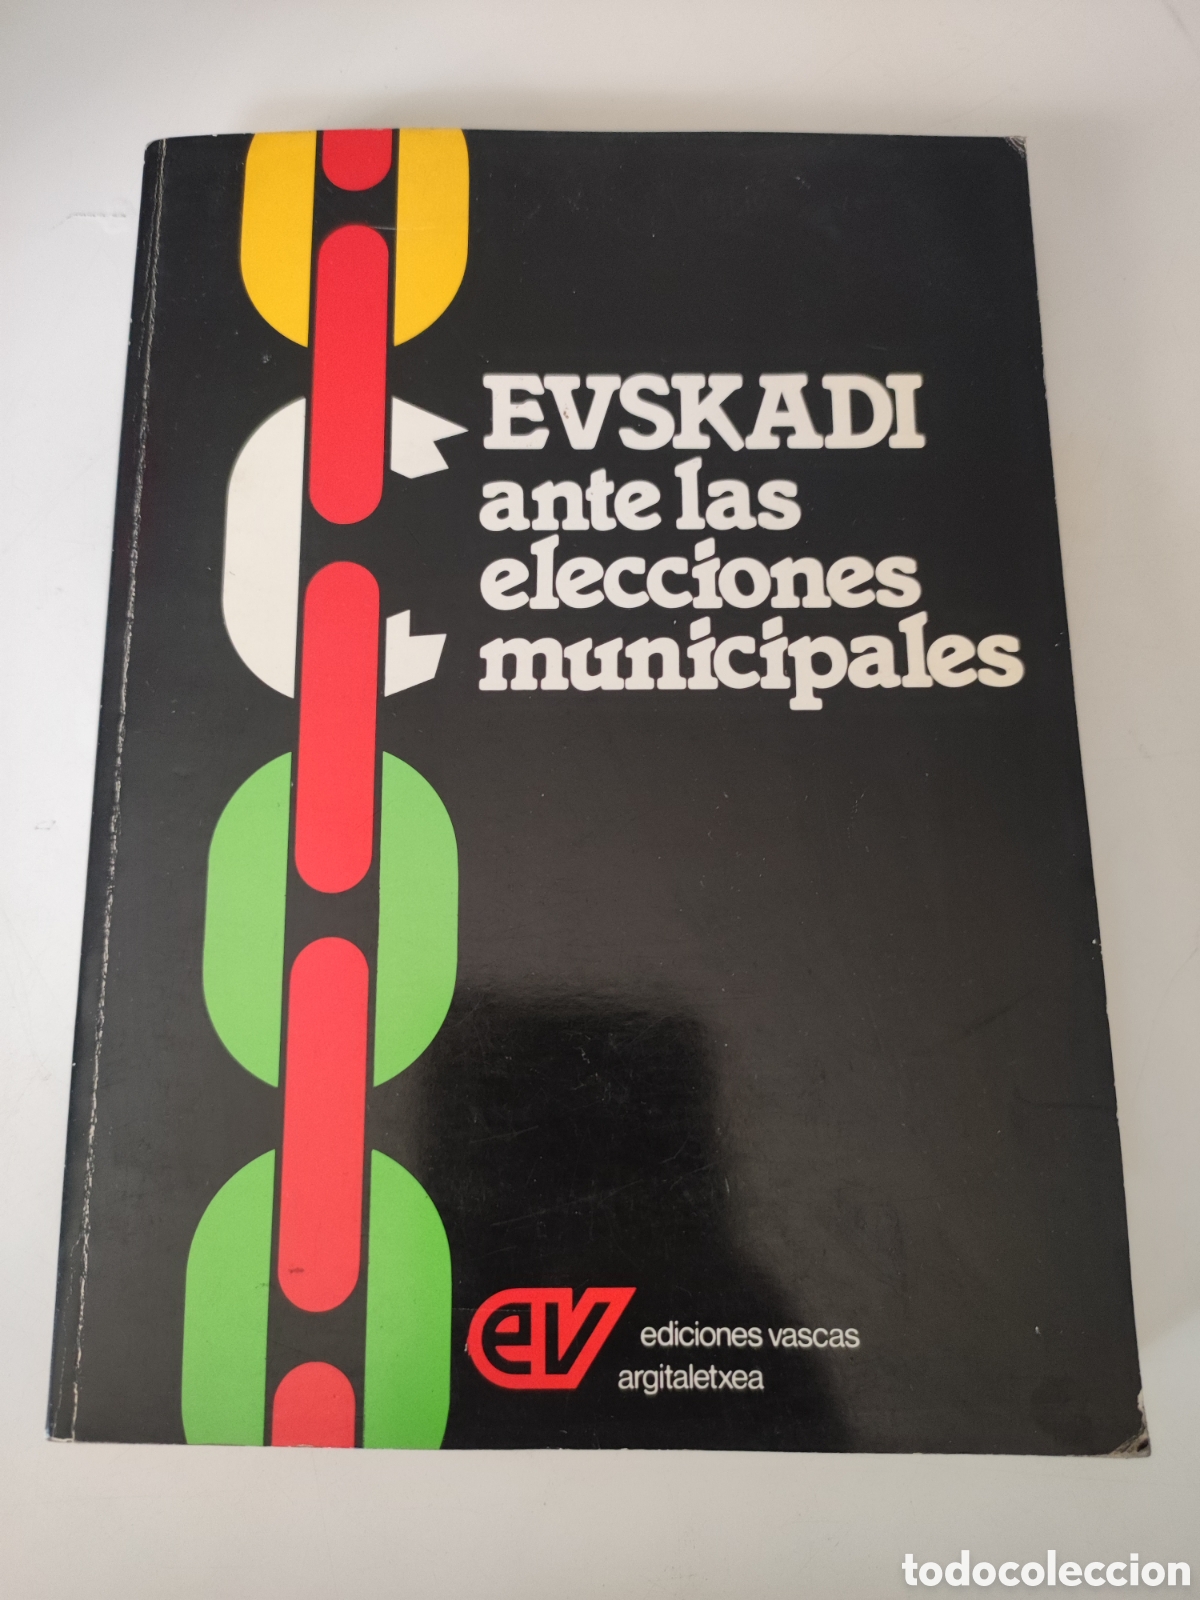 EVSKADI
ante las
elecciones
municipales
ev
ediciones vascas
argitaletxea
todocoleccion